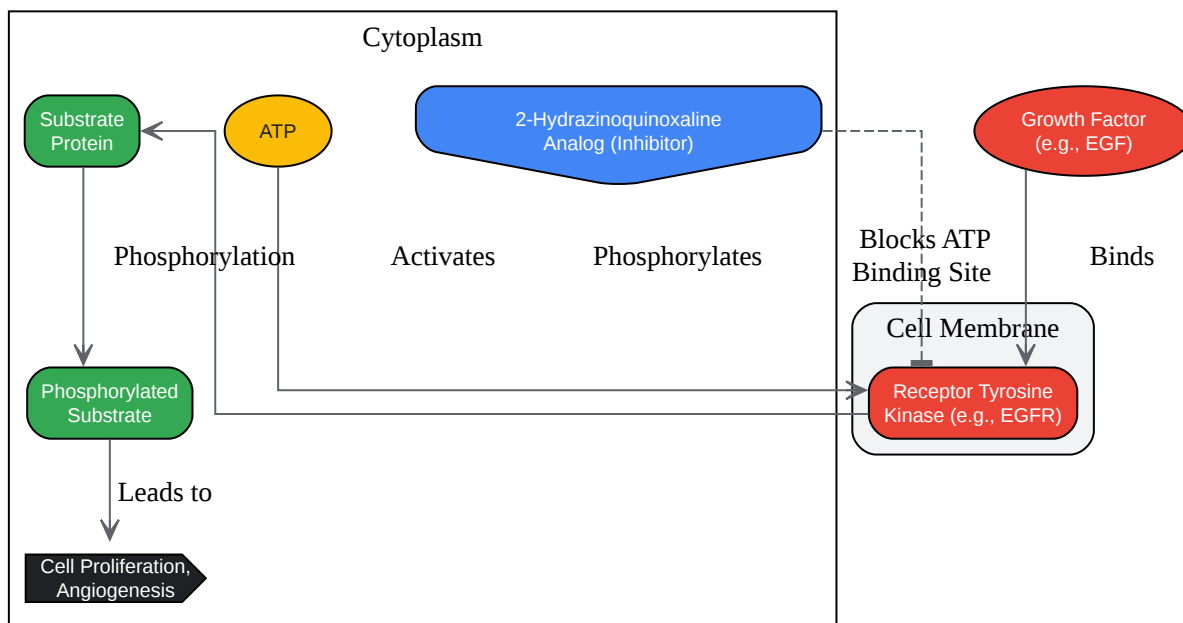 Cytoplasm
Substrate
Protein
ATP
2-Hydrazinoquinoxaline
Analog (Inhibitor)
Growth Factor
(e.g., EGF)
Phosphorylation
Activates
Phosphorylates
Blocks ATP
Binding Site
Binds
Cell Membrane
Phosphorylated
Substrate
Receptor Tyrosine
Kinase (e.g., EGFR)
Leads to
Cell Proliferation,
Angiogenesis